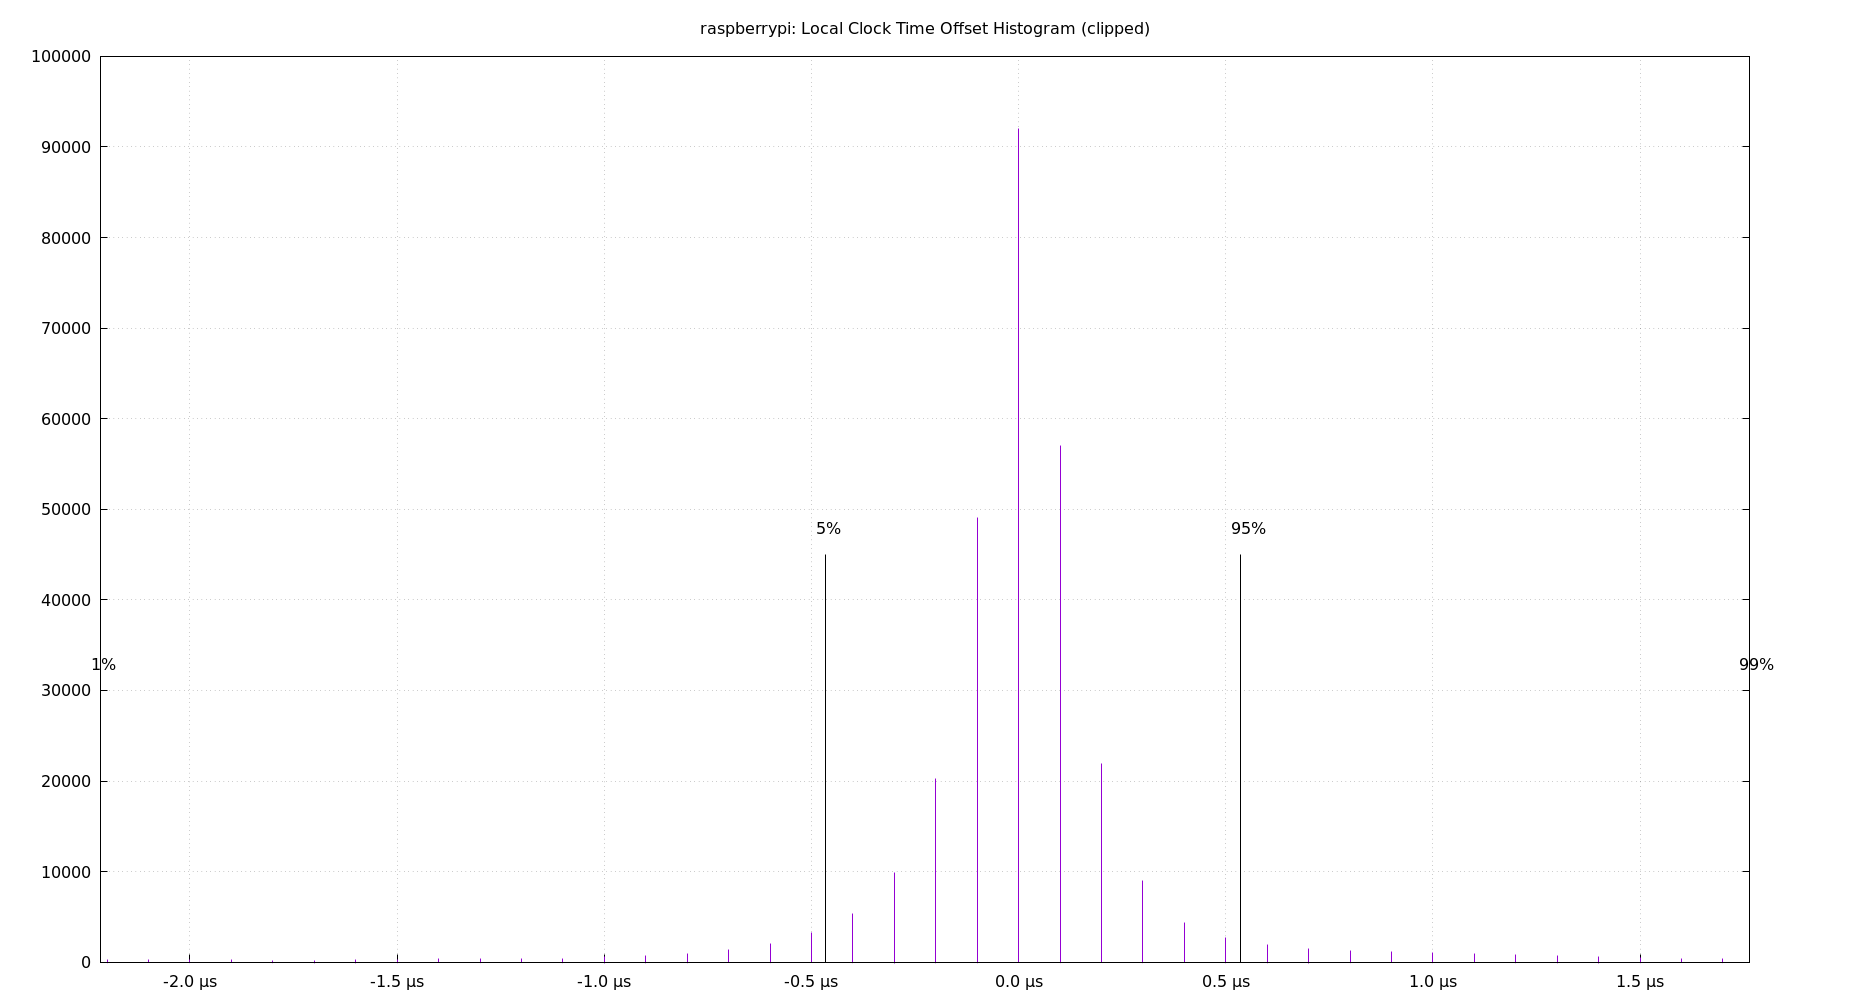 raspberrypi: Local Clock Time Offset Histogram (clipped)
100000
90000
80000
70000
60000
50000
5%
95%
40000
1%
99%
30000
20000
10000
0
-2.0 µs
-1.5 µs
-1.0 µs
-0.5 µs
0.0 µs
0.5 µs
1.0 µs
1.5 µs